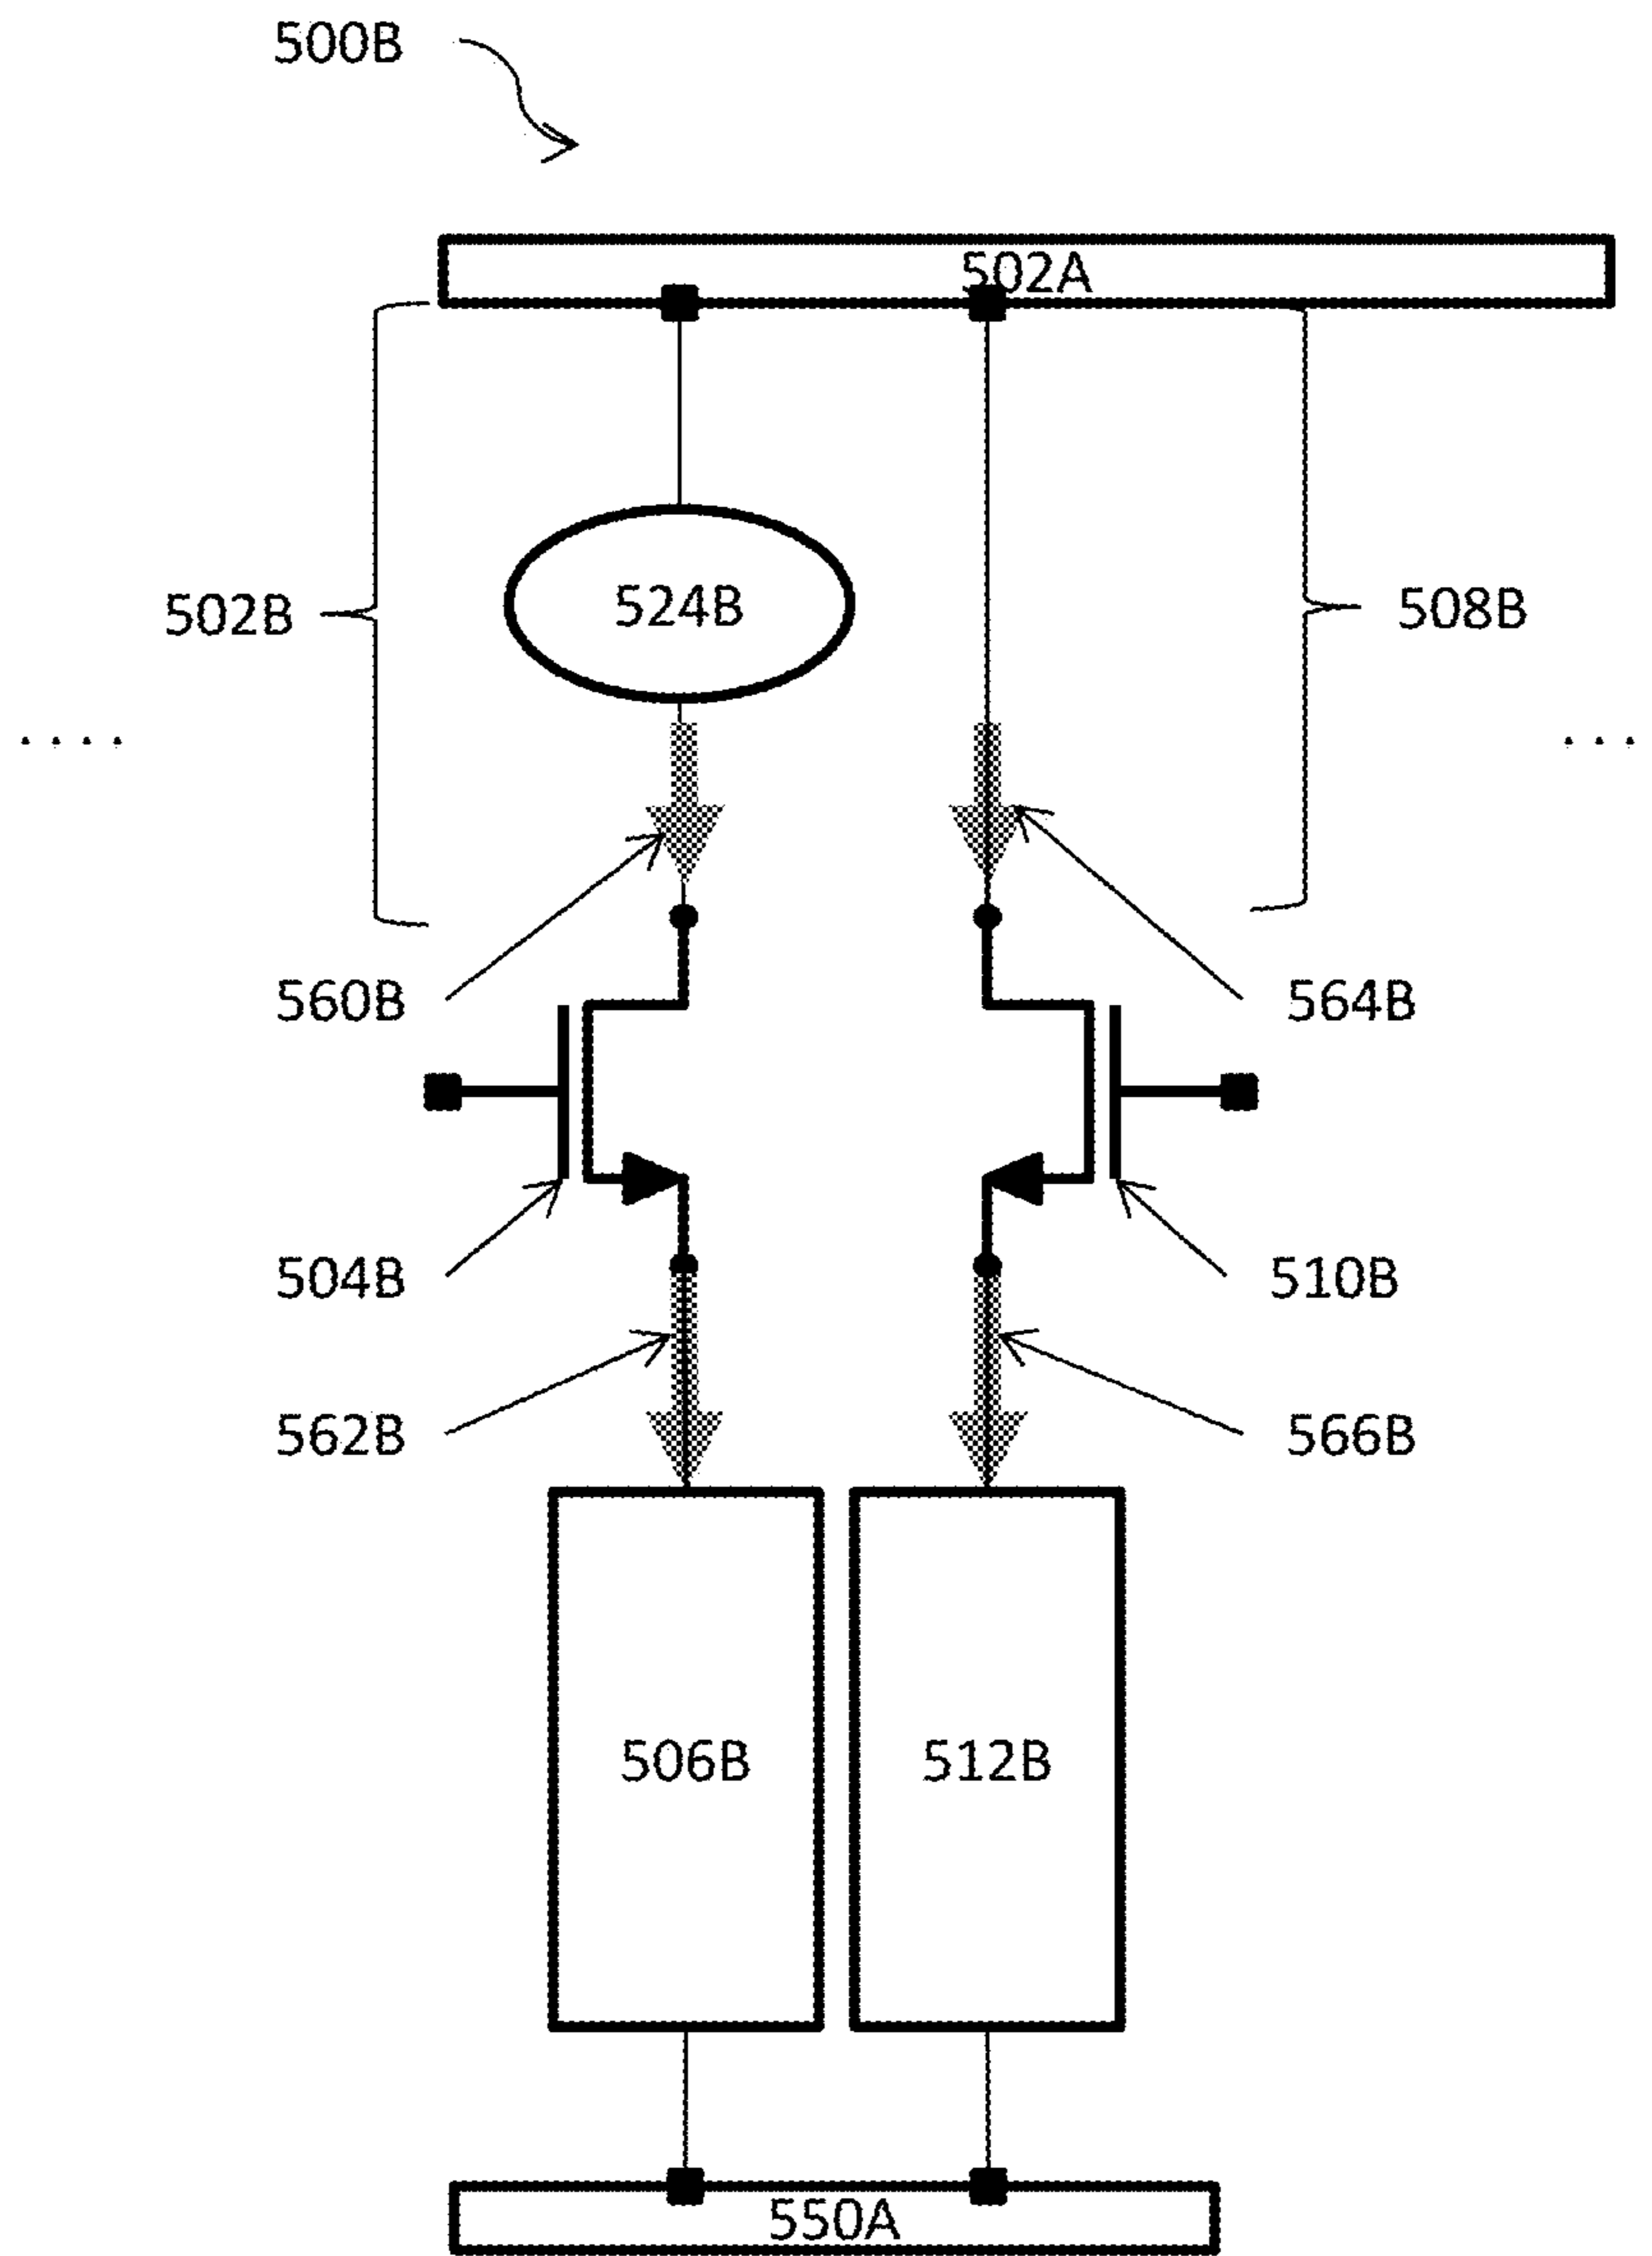 500B
502A
524B
502B
508B
. . . .
. . .
560B
564B
504B
510B
562B
566B
506B
512B
550A